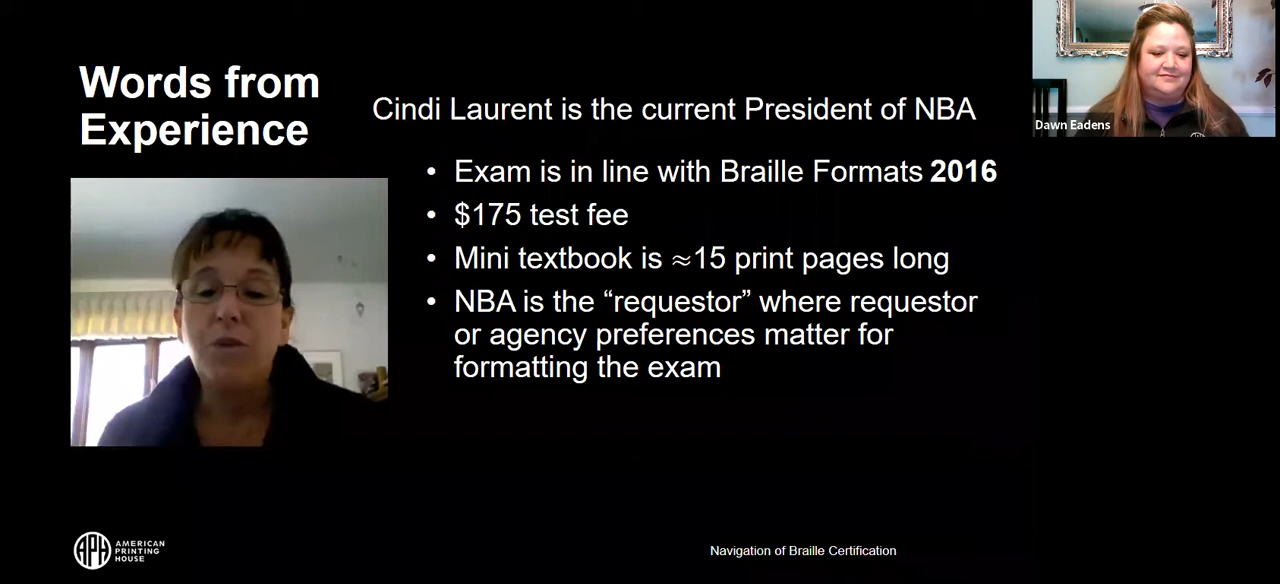 Words from
Experience
Cindi Laurent is the current President of NBA
• Exam is in line with Braille Formats 2016
• $175 test fee
• Mini textbook is ≈15 print pages long
• NBA is the “requestor” where requestor
or agency preferences matter for
formatting the exam
Dawn Eadens
APH
AMERICAN
PRINTING
HOUSE
Navigation of Braille Certification